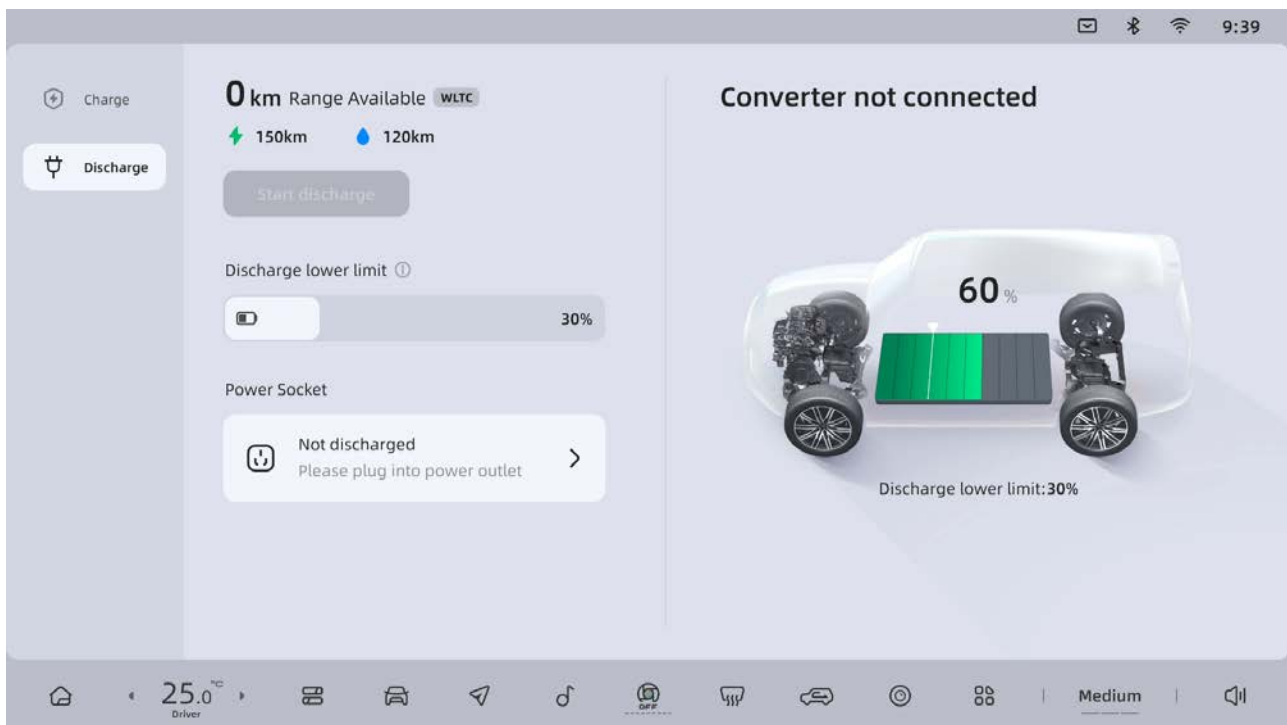 9:39
Charge
Discharge
0 km Range Available WLTC
150km 120km
Start discharge
Discharge lower limit
30%
Power Socket
Not discharged
Please plug into power outlet
Converter not connected
60 %
Discharge lower limit:30%
25.0°C
Driver
OFF
Medium